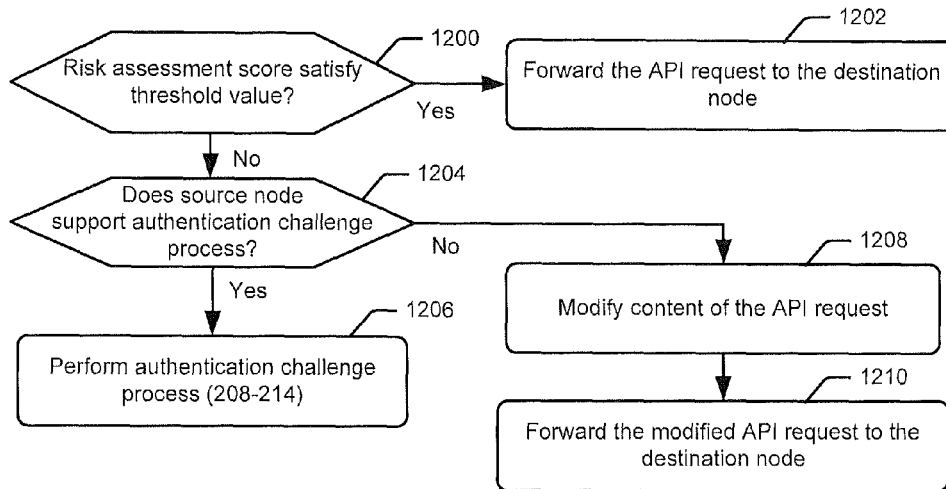 1200
Risk assessment score satisfy
threshold value?
Yes
1202
Forward the API request to the destination
node
No
1204
Does source node
support authentication challenge
process?
No
Yes
1206
Perform authentication challenge
process (208-214)
1208
Modify content of the API request
1210
Forward the modified API request to the
destination node